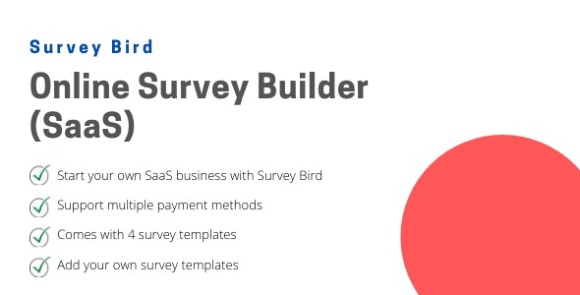 Survey Bird
Online Survey Builder
(SaaS)
Start your own SaaS business with Survey Bird
Support multiple payment methods
Comes with 4 survey templates
Add your own survey templates